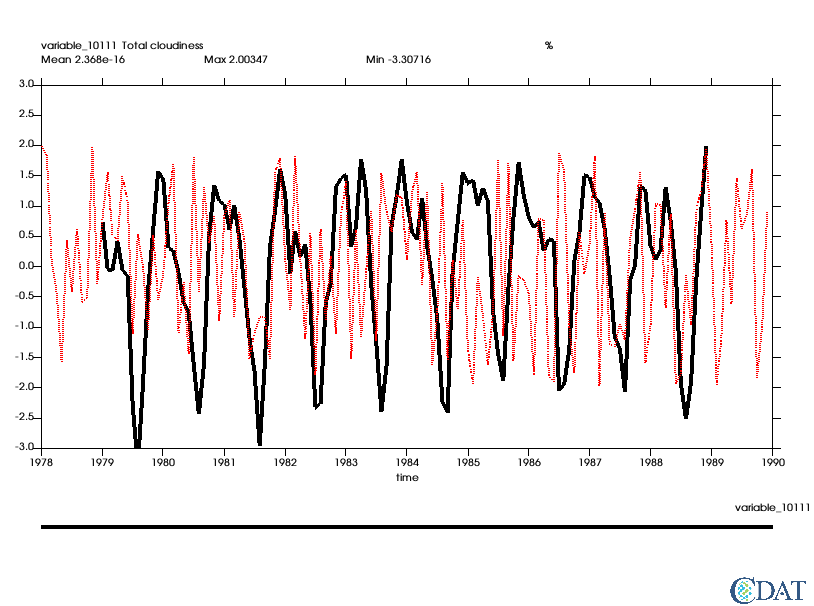 variable_10111 Total cloudiness %
Mean 2.368e-16 Max 2.00347 Min -3.30716
3.0
2.5
2.0
1.5
1.0
0.5
0.0
-0.5
-1.0
-1.5
-2.0
-2.5
-3.0
1978 1979 1980 1981 1982 1983 1984 1985 1986 1987 1988 1989 1990
time
variable_10111
CDAT